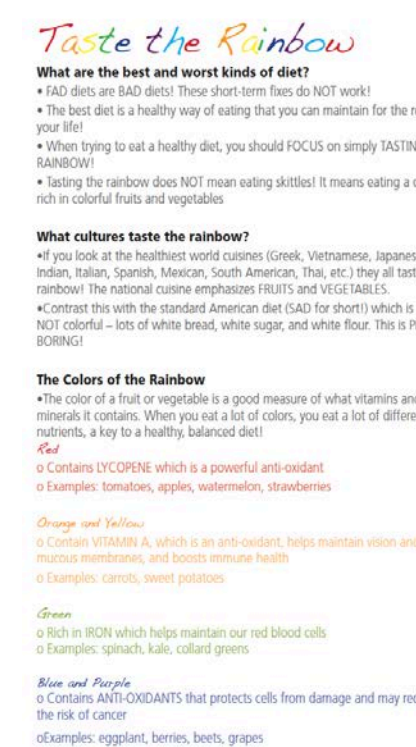 Taste the Rainbow
What are the best and worst kinds of diet?
• FAD diets are BAD diets! These short-term fixes do NOT work!
• The best diet is a healthy way of eating that you can maintain for the
your life!
• When trying to eat a healthy diet, you should FOCUS on simply
RAINBOW!
• Tasting the rainbow does NOT mean eating skittles! It means eating a
rich in colorful fruits and vegetables
What cultures taste the rainbow?
•If you look at the healthiest world cuisines (Greek, Vietnamese,
Indian, Italian, Spanish, Mexican, South American, Thai, etc.) they all
rainbow! The national cuisine emphasizes FRUITS and VEGETABLES.
•Contrast this with the standard American diet (SAD for short!) which is
NOT colorful – lots of white bread, white sugar, and white flour. This is
BORING!
The Colors of the Rainbow
•The color of a fruit or vegetable is a good measure of what vitamins and
minerals it contains. When you eat a lot of colors, you eat a lot of
nutrients, a key to a healthy, balanced diet!
Red
o Contains LYCOPENE which is a powerful anti-oxidant
o Examples: tomatoes, apples, watermelon, strawberries
Orange and Yellow
o Contain VITAMIN A, which is an anti-oxidant, helps maintain vision and
mucous membranes, and boosts immune health
o Examples: carrots, sweet potatoes
Green
o Rich in IRON which helps maintain our red blood cells
o Examples: spinach, kale, collard greens
Blue and Purple
o Contains ANTI-OXIDANTS that protects cells from damage and may
the risk of cancer
oExamples: eggplant, berries, beets, grapes